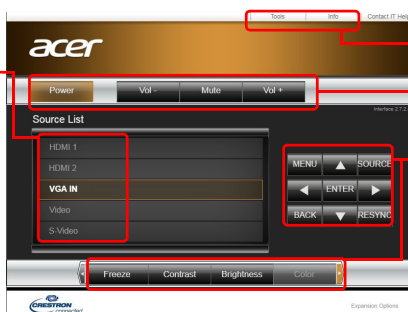 Tools Info Contact IT Help
acer
Power Vol - Mute Vol +
Interface 2.7.2
Source List
HDMI 1
HDMI 2
VGA IN
Video
S-Video
MENU SOURCE
ENTER
BACK RESYNC
Freeze Contrast Brightness Color
CRESTRON
connected
Expansion Options